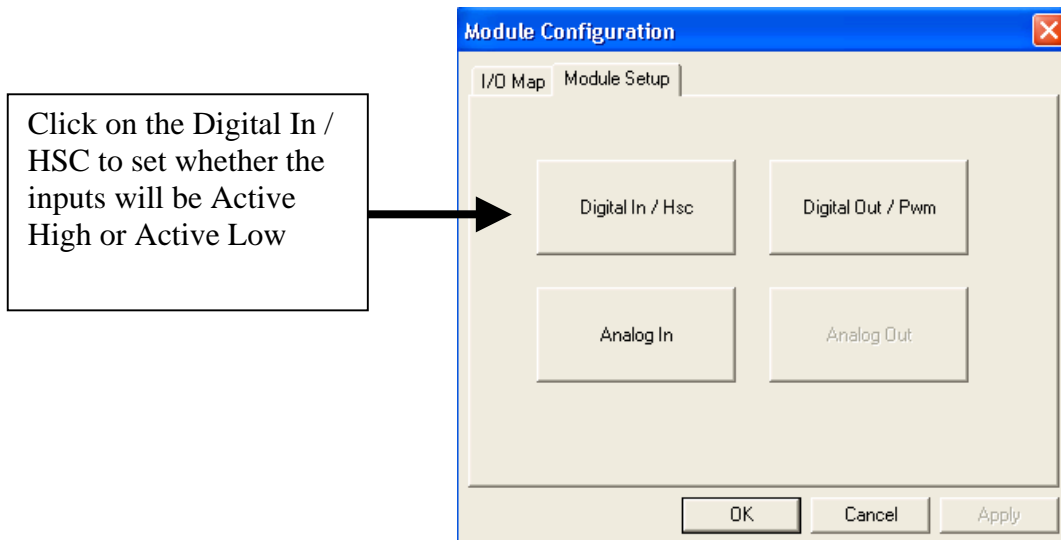 Module Configuration
I/O Map Module Setup
Click on the Digital In /
HSC to set whether the
inputs will be Active
High or Active Low
Digital In / Hsc Digital Out / Pwm
Analog In Analog Out
OK Cancel Apply